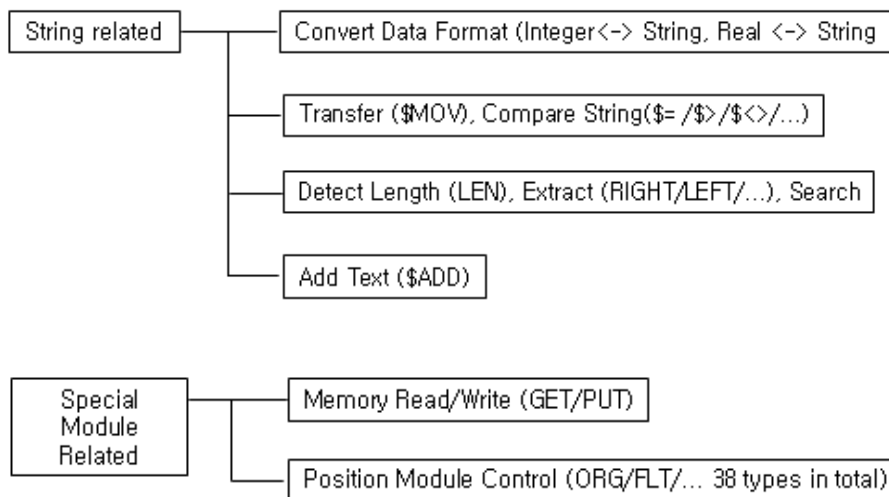 String related
Convert Data Format (Integer<-> String, Real <-> String
Transfer ($MOV), Compare String($= /$>/$<>/...)
Detect Length (LEN), Extract (RIGHT/LEFT/...), Search
Add Text ($ADD)
Special
Module
Related
Memory Read/Write (GET/PUT)
Position Module Control (ORG/FLT/... 38 types in total)